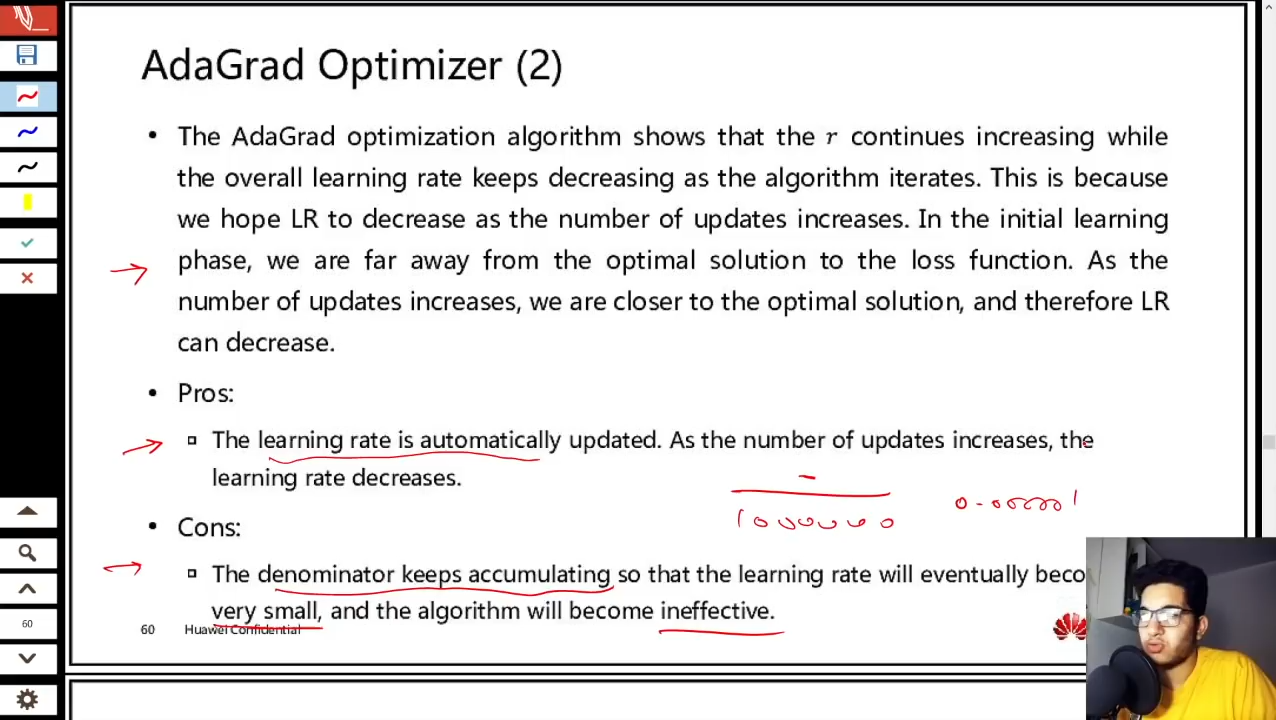 AdaGrad Optimizer (2)
• The AdaGrad optimization algorithm shows that the r continues increasing while
the overall learning rate keeps decreasing as the algorithm iterates. This is because
we hope LR to decrease as the number of updates increases. In the initial learning
phase, we are far away from the optimal solution to the loss function. As the
number of updates increases, we are closer to the optimal solution, and therefore LR
can decrease.
• Pros:
The learning rate is automatically updated. As the number of updates increases, the
learning rate decreases.
1000000
0.000001
• Cons:
The denominator keeps accumulating so that the learning rate will eventually
very small, and the algorithm will become ineffective.
60 Huawei Confidential
60